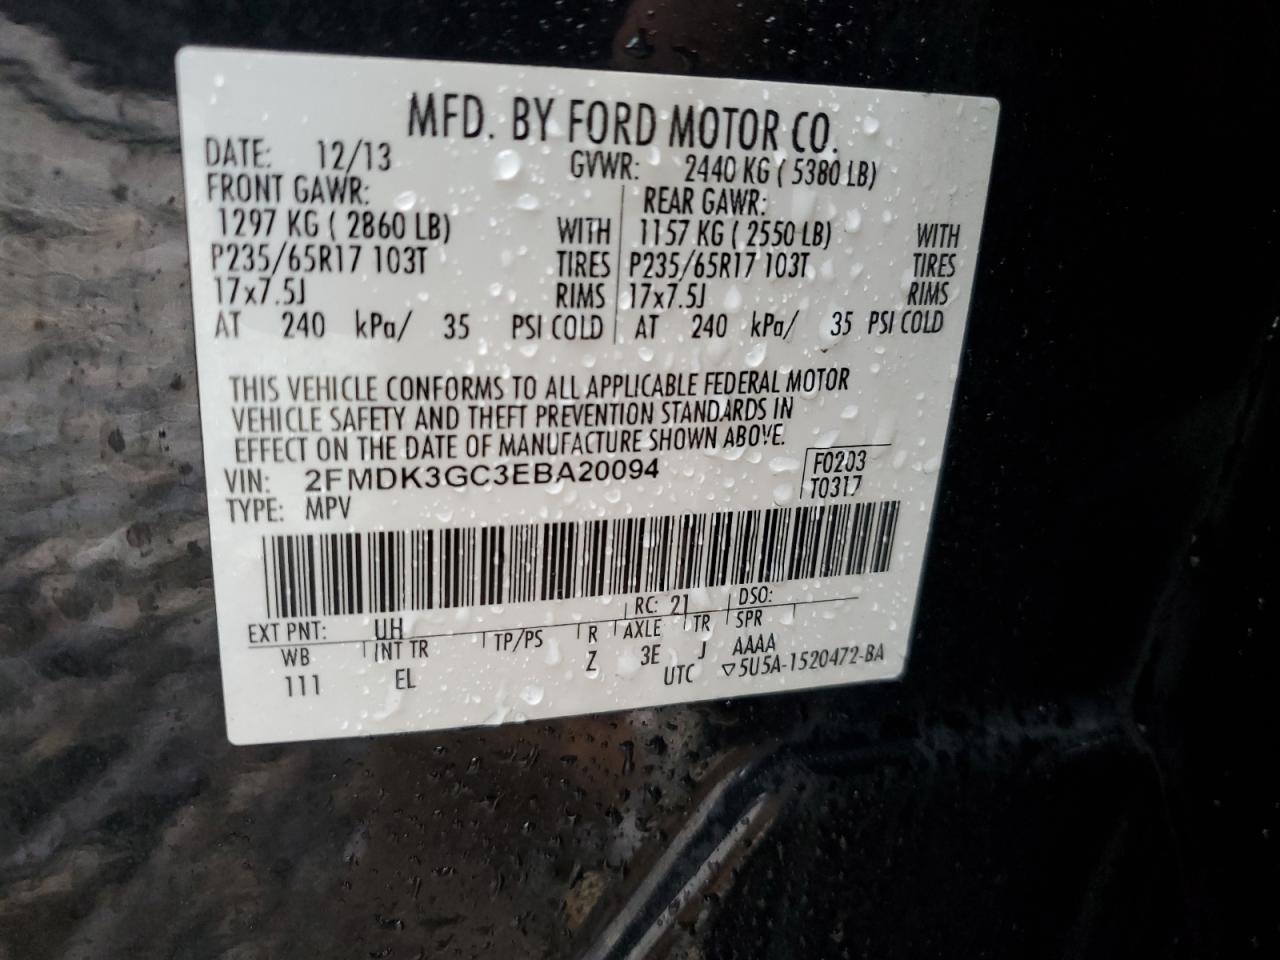 MFD. BY FORD MOTOR CO.
DATE: 12/13 GVWR: 2440 KG ( 5380 LB)
FRONT GAWR: REAR GAWR:
1297 KG ( 2860 LB) WITH 1157 KG ( 2550 LB) WITH
P235/65R17 103T TIRES P235/65R17 103T TIRES
17x7.5J RIMS 17x7.5J RIMS
AT 240 kPa/ 35 PSI COLD AT 240 kPa/ 35 PSI COLD
THIS VEHICLE CONFORMS TO ALL APPLICABLE FEDERAL MOTOR
VEHICLE SAFETY AND THEFT PREVENTION STANDARDS IN
EFFECT ON THE DATE OF MANUFACTURE SHOWN ABOVE.
VIN: 2FMDK3GC3EBA20094 F0203
TYPE: MPV T0317
EXT PNT: UH RC: 21 DSO:
WB INT TR TP/PS R AXLE TR SPR
111 EL Z 3E J AAAA
UTC ▽5U5A-1520472-BA